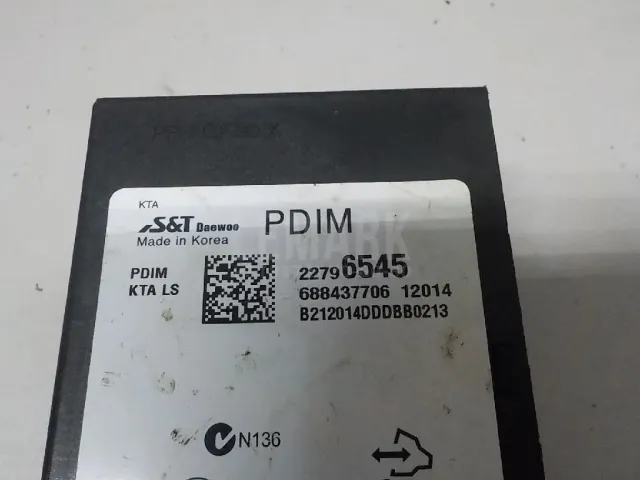 KTA
S&T Daewoo PDIM
Made in Korea
PDIM 22796545
KTA LS 688437706 12014
B212014DDDBB0213
N136